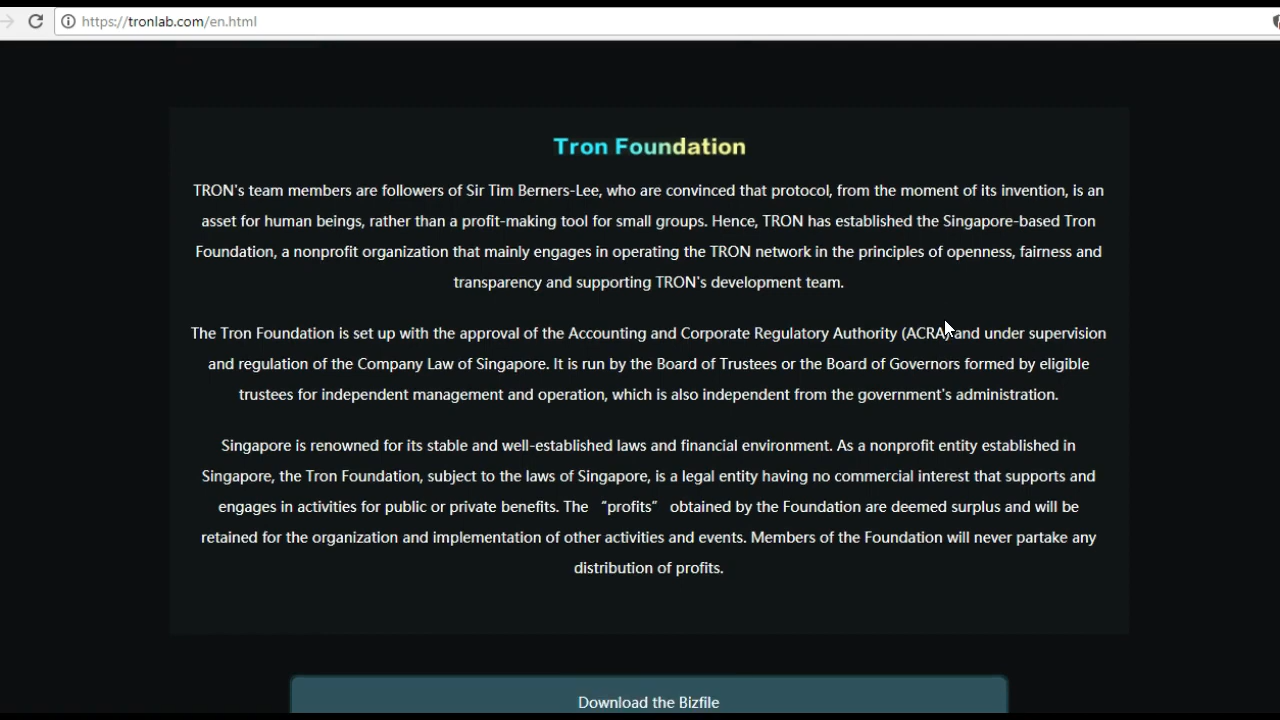 https://tronlab.com/en.html
Tron Foundation
TRON's team members are followers of Sir Tim Berners-Lee, who are convinced that protocol, from the moment of its invention, is an
asset for human beings, rather than a profit-making tool for small groups. Hence, TRON has established the Singapore-based Tron
Foundation, a nonprofit organization that mainly engages in operating the TRON network in the principles of openness, fairness and
transparency and supporting TRON's development team.
The Tron Foundation is set up with the approval of the Accounting and Corporate Regulatory Authority (ACRA) and under supervision
and regulation of the Company Law of Singapore. It is run by the Board of Trustees or the Board of Governors formed by eligible
trustees for independent management and operation, which is also independent from the government's administration.
Singapore is renowned for its stable and well-established laws and financial environment. As a nonprofit entity established in
Singapore, the Tron Foundation, subject to the laws of Singapore, is a legal entity having no commercial interest that supports and
engages in activities for public or private benefits. The “profits” obtained by the Foundation are deemed surplus and will be
retained for the organization and implementation of other activities and events. Members of the Foundation will never partake any
distribution of profits.
Download the Bizfile